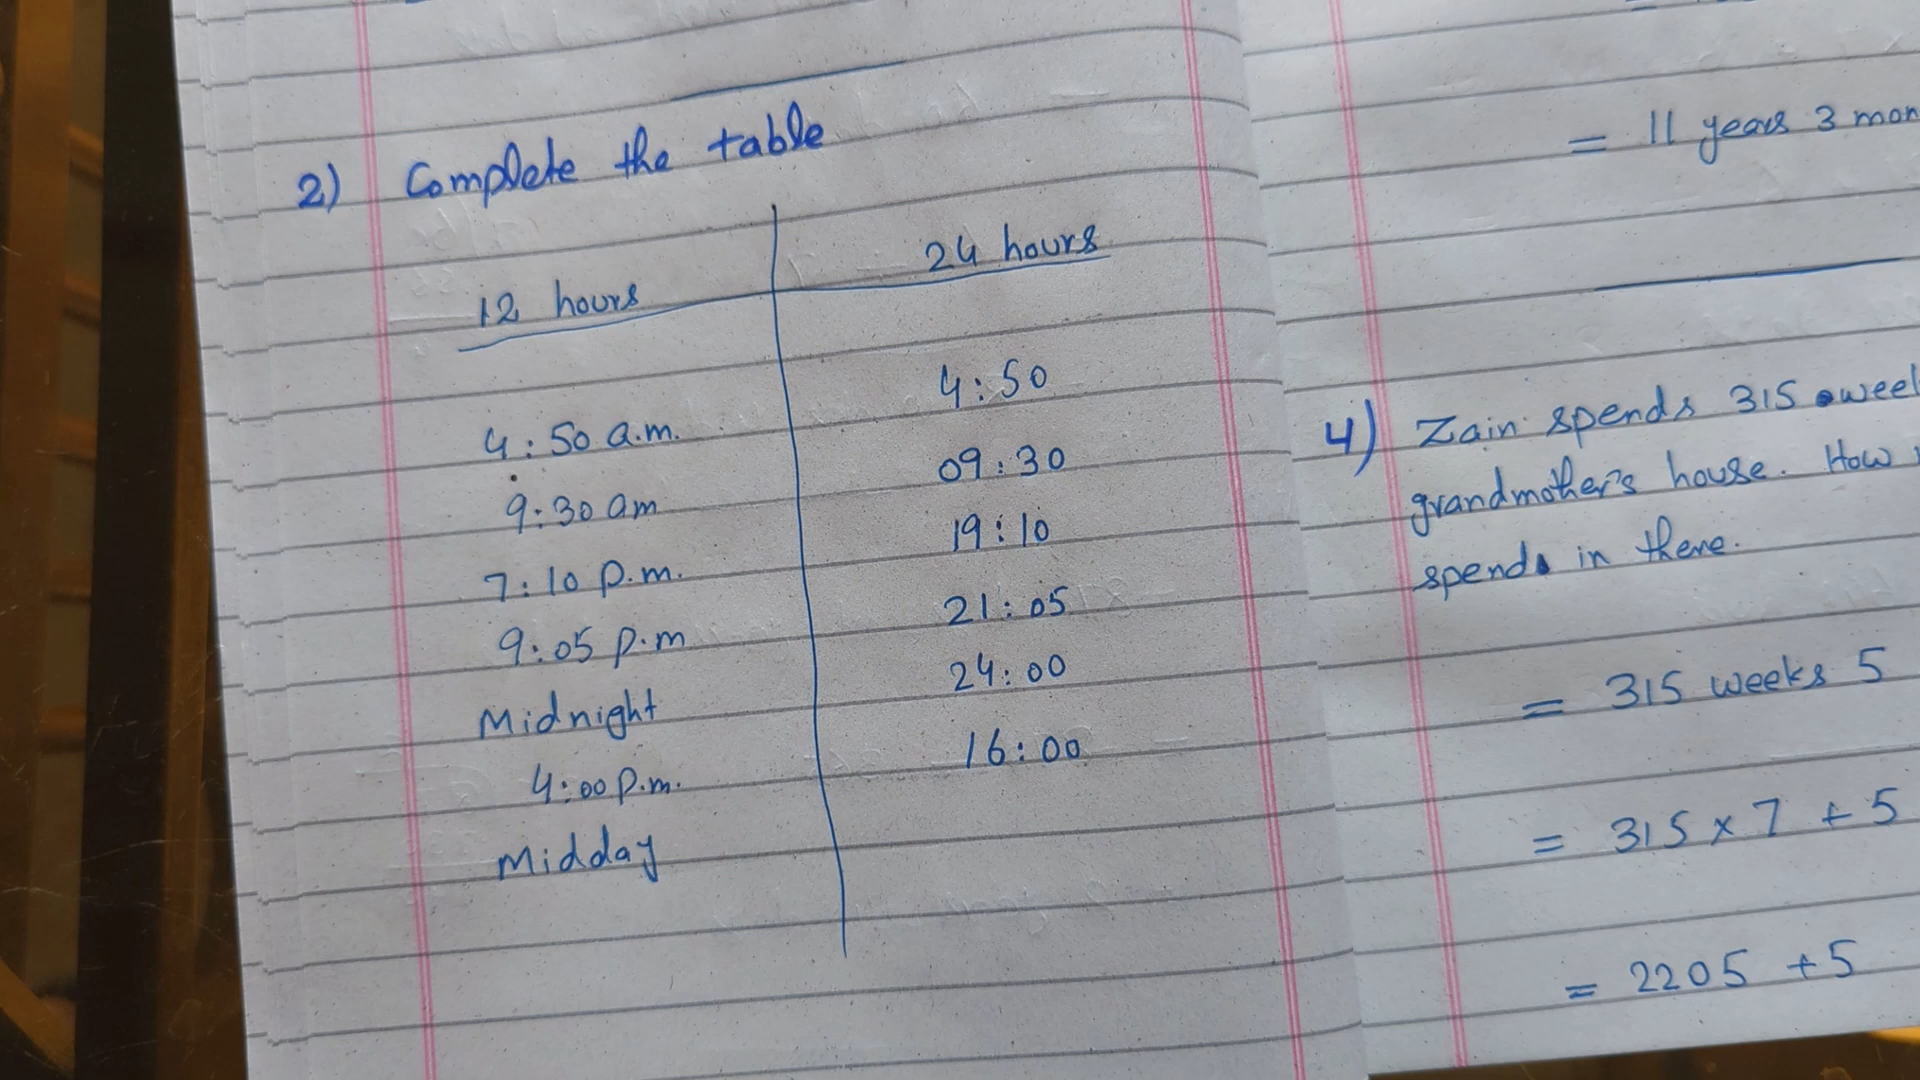 2) Complete the table
12 hours 24 hours
4:50 a.m. 4:50
9:30 am 09:30
7:10 p.m. 19:10
9:05 p.m 21:05
Midnight 24:00
4:00 p.m. 16:00
Midday
= 11 years 3 mon
4) Zain spends 315 week
grandmother's house. How
spends in there.
= 315 weeks 5
= 315 x 7 + 5
= 2205 + 5